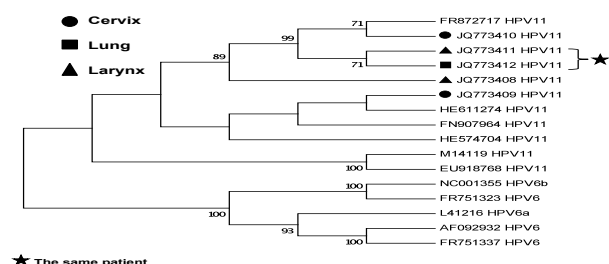 Cervix
Lung
Larynx
71
FR872717 HPV11
JQ773410 HPV11
99
JQ773411 HPV11
71
JQ773412 HPV11
89
JQ773408 HPV11
JQ773409 HPV11
HE611274 HPV11
FN907964 HPV11
HE574704 HPV11
M14119 HPV11
100
EU918768 HPV11
100
NC001355 HPV6b
FR751323 HPV6
100
L41216 HPV6a
93
AF092932 HPV6
100
FR751337 HPV6
The same patient